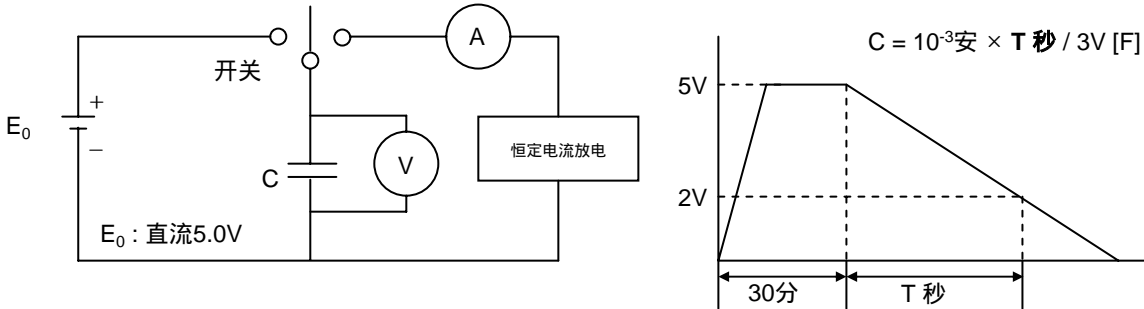 A
开关
E₀
+
−
C
V
恒定电流放电
E₀ : 直流5.0V
C = 10⁻³安 × T 秒 / 3V [F]
5V
2V
30分
T 秒